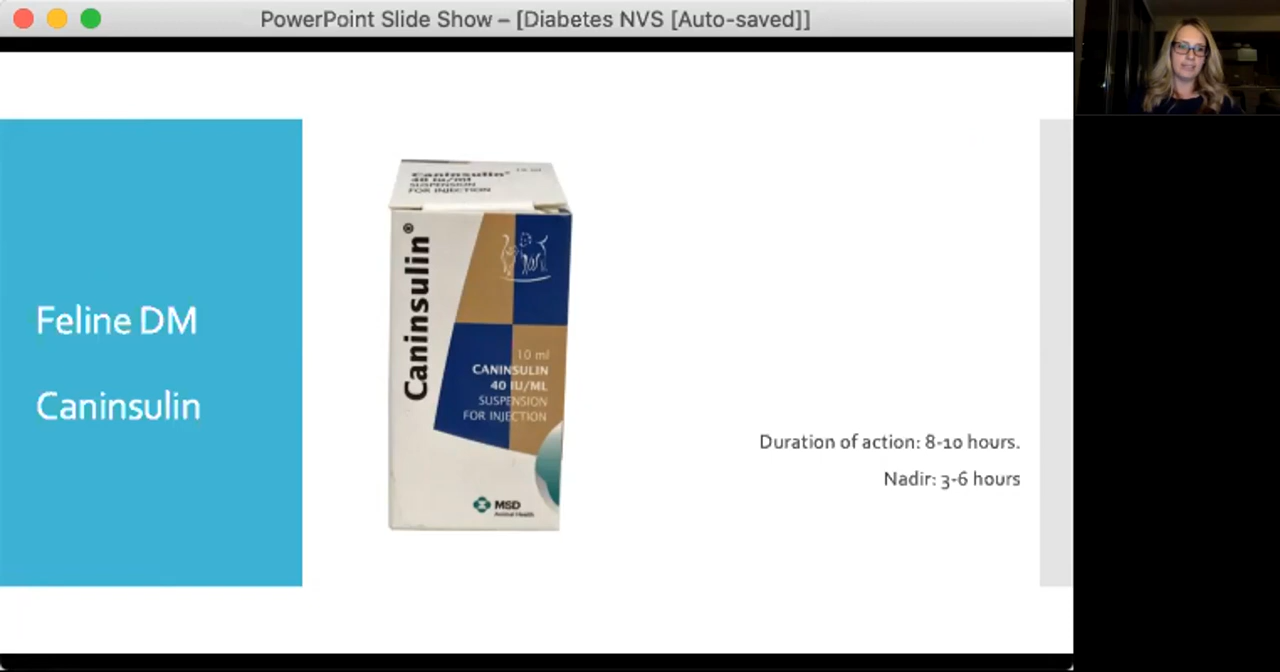 PowerPoint Slide Show – [Diabetes NVS [Auto-saved]]
Feline DM
Caninsulin
Caninsulin®
40 IU/ml
SUSPENSION
FOR INJECTION
10 ml
Caninsulin®
10 ml
CANINSULIN
40 IU/ML
SUSPENSION
FOR INJECTION
MSD
Animal Health
Duration of action: 8-10 hours.
Nadir: 3-6 hours